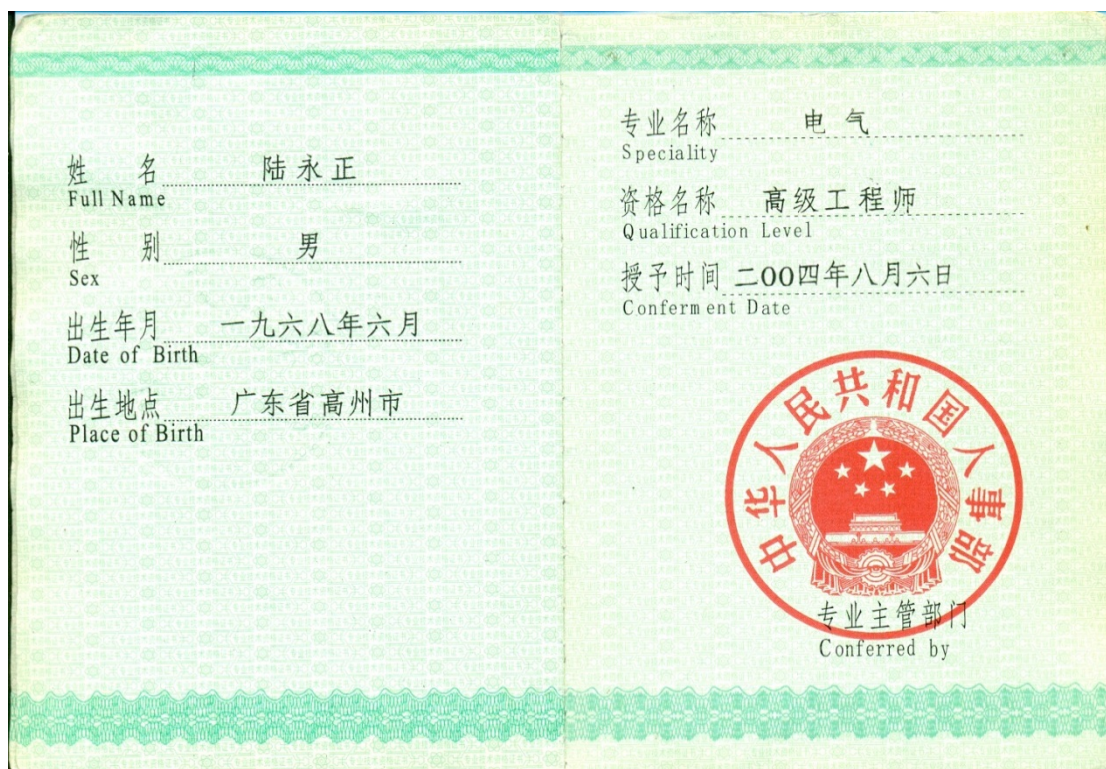 姓 名 陆永正
Full Name
性 别 男
Sex
出生年月 一九六八年六月
Date of Birth
出生地点 广东省高州市
Place of Birth
专业名称 电气
Speciality
资格名称 高级工程师
Qualification Level
授予时间 二OO四年八月六日
Conferment Date
中华人民共和国人事部
专业主管部门
Conferred by